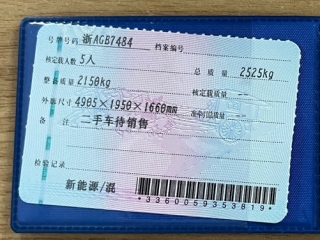 号牌号码 浙AGB7484 档案编号
核定载人数 5人 总质量 2525kg
整备质量 2150kg 核定载质量 --
外廓尺寸 4905×1950×1660mm 准牵引总质量 --
备注 二手车待销售
检验记录
新能源/混
*3360059353819*